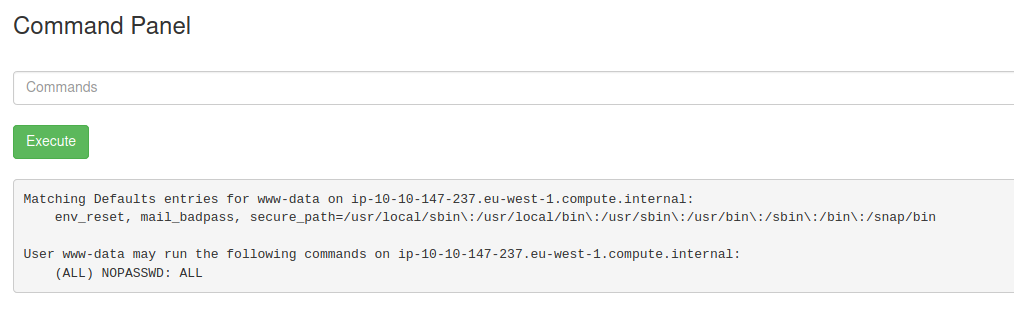 Command Panel
Commands
Execute
Matching Defaults entries for www-data on ip-10-10-147-237.eu-west-1.compute.internal:
    env_reset, mail_badpass, secure_path=/usr/local/sbin\:/usr/local/bin\:/usr/sbin\:/usr/bin\:/sbin\:/bin\:/snap/bin
User www-data may run the following commands on ip-10-10-147-237.eu-west-1.compute.internal:
    (ALL) NOPASSWD: ALL